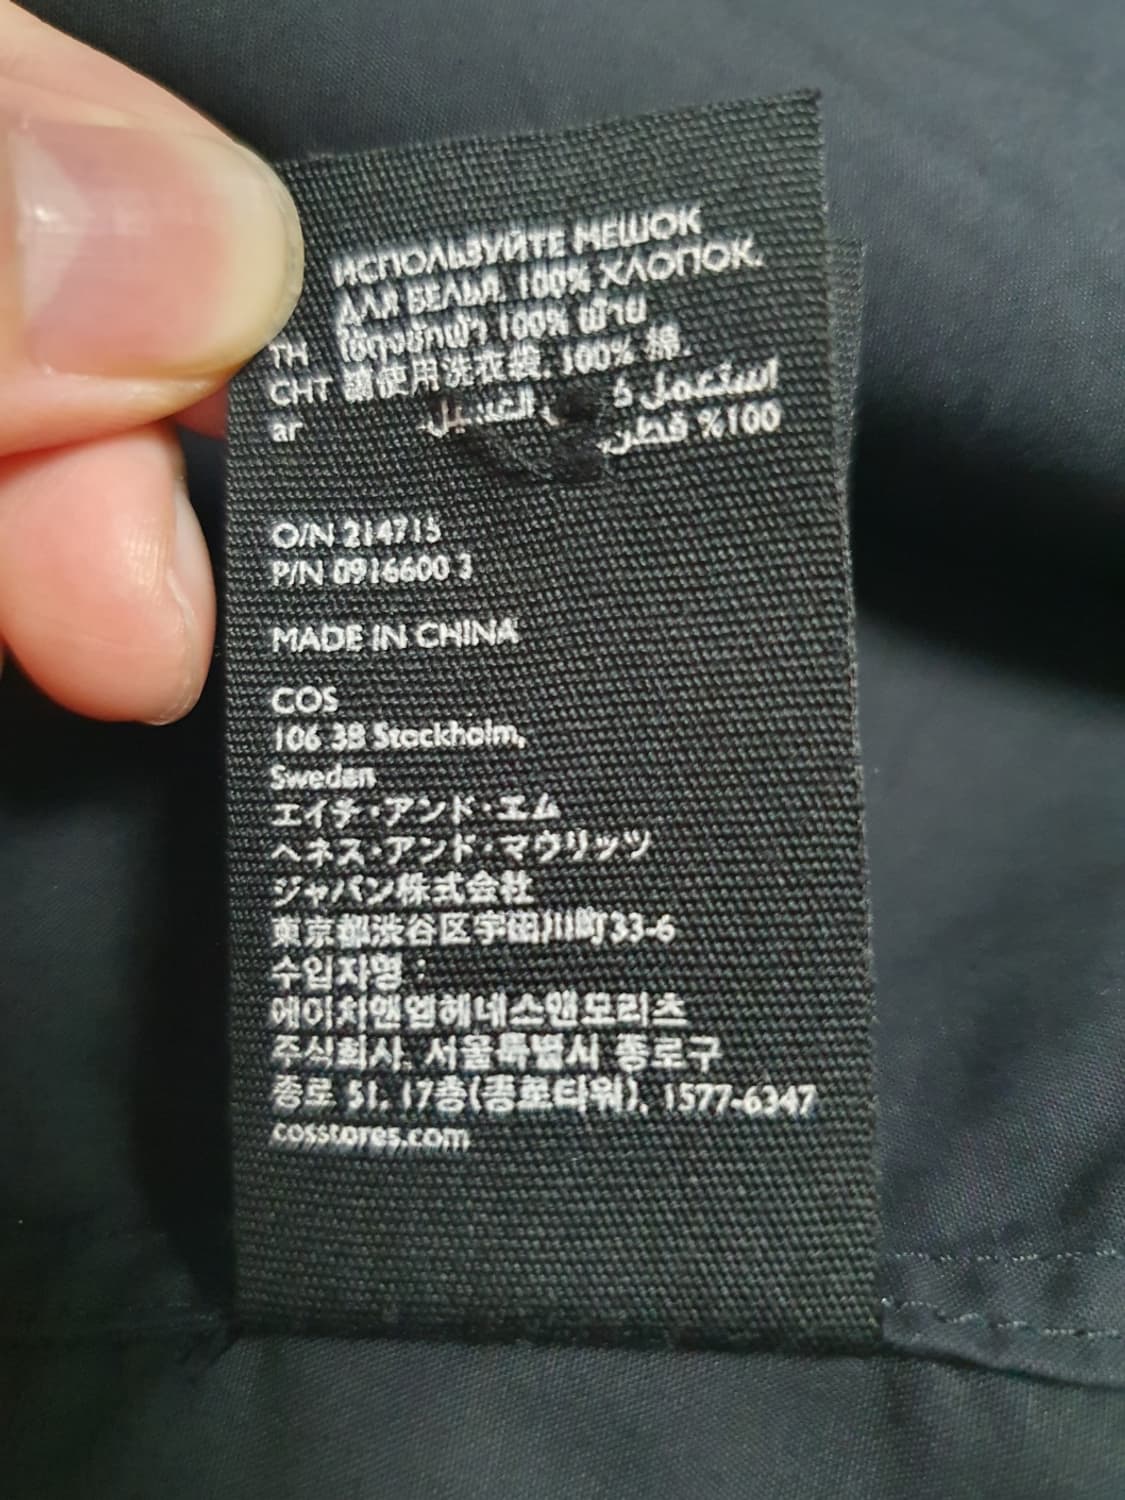 ИСПОЛЬЗУЙТЕ МЕШОК
ДЛЯ БЕЛЬЯ. 100% ХЛОПОК.
TH ใช้ถุงซักผ้า 100% ฝ้าย
CHT 請使用洗衣袋. 100% 棉.
ar استعمل الغسيل
100% قطن
O/N 214715
P/N 0916600 3
MADE IN CHINA
COS
106 38 Stockholm,
Sweden
エイチ・アンド・エム
ヘネス・アンド・マウリッツ
ジャパン株式会社
東京都渋谷区宇田川町33-6
수입자명 :
에이치앤엠헤네스앤모리츠
주식회사. 서울특별시 종로구
종로 51. 17층(종로타워), 1577-6347
cosstores.com